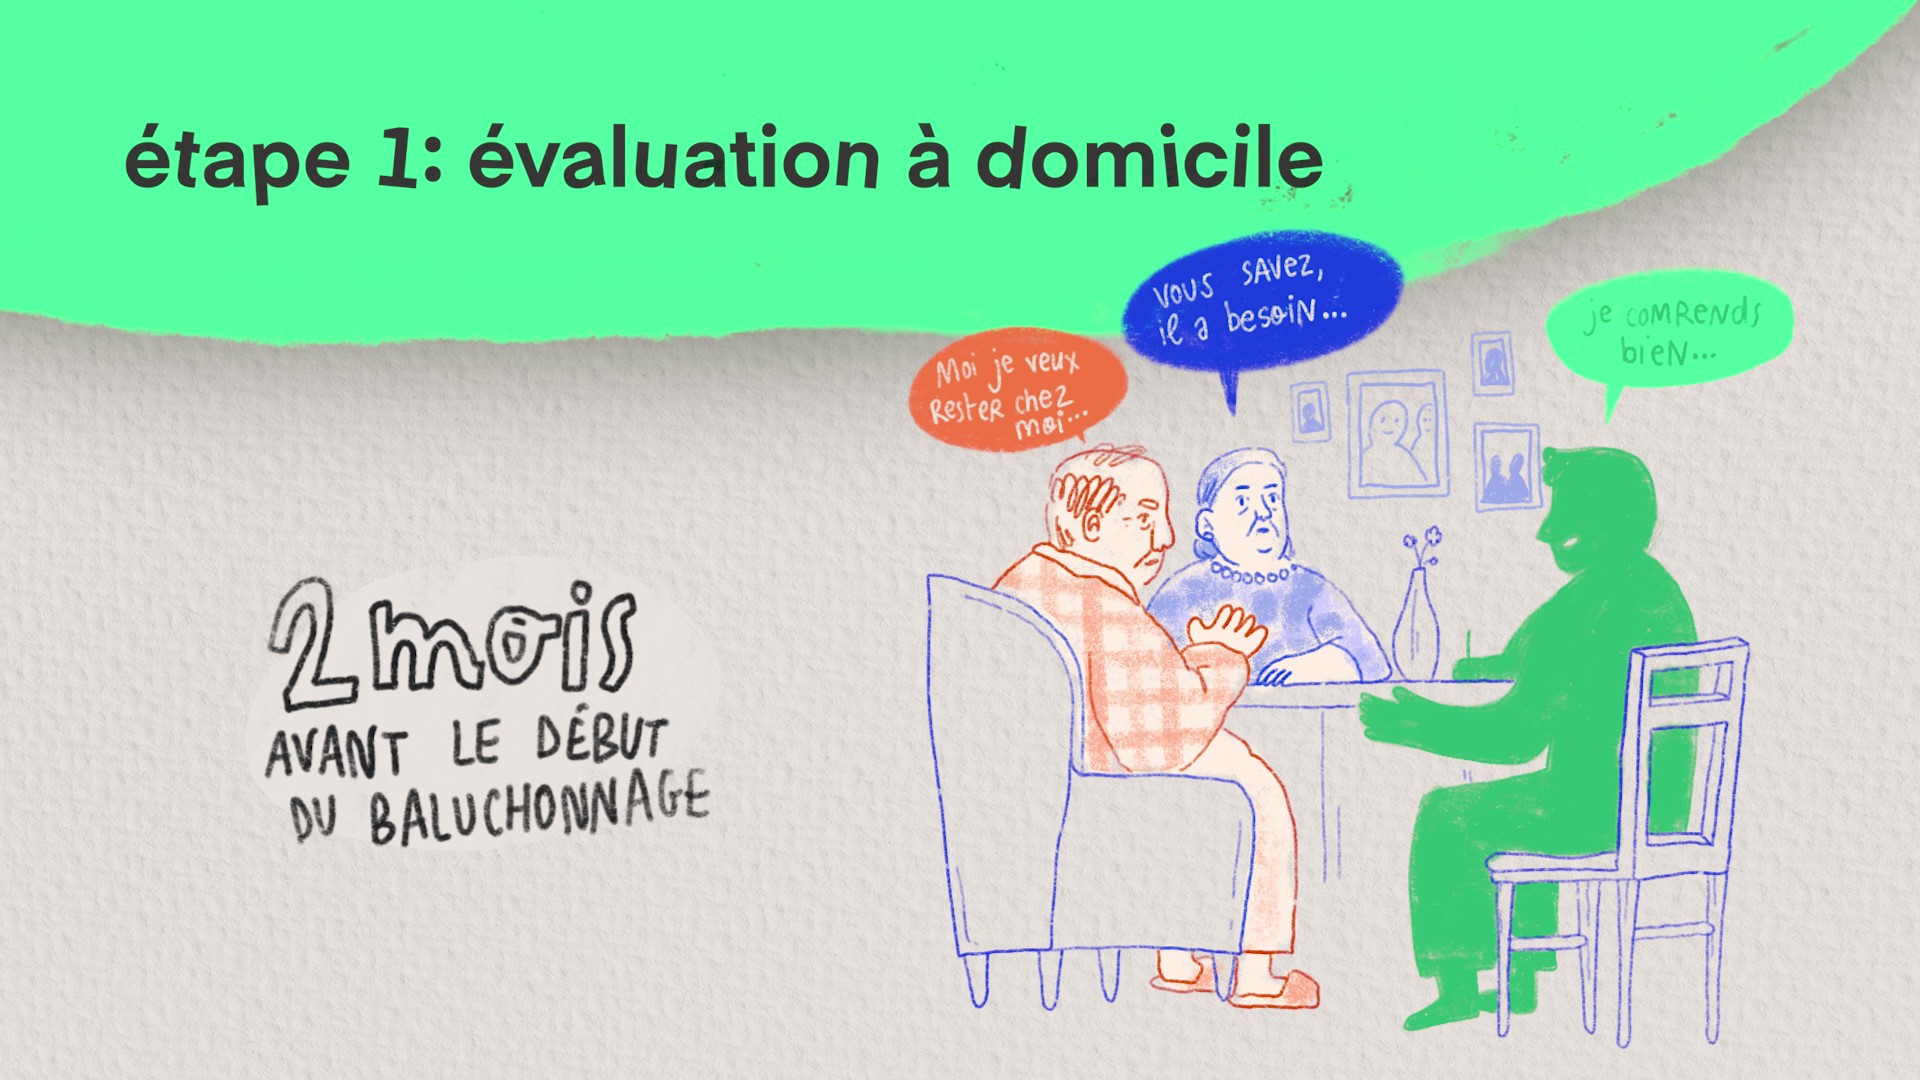 étape 1: évaluation à domicile
vous savez,
il a besoin...
je comrends
bien...
Moi je veux
Rester chez
moi...
2 mois
AVANT LE DÉBUT
DU BALUCHONNAGE